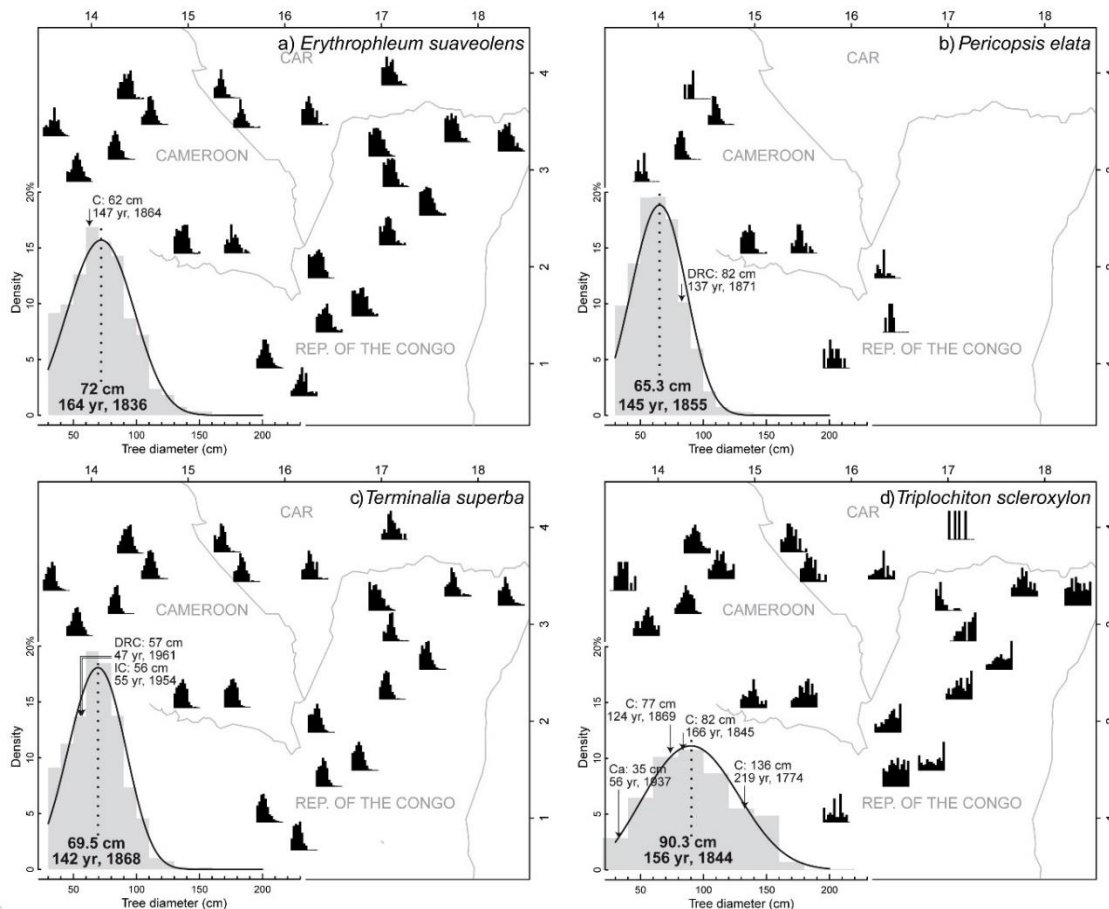 14 15 16 17 18
a) Erythrophleum suaveolens
CAR
CAMEROON
REP. OF THE CONGO
4
3
2
1
20%
15
10
5
0
Density
C: 62 cm
147 yr, 1864
72 cm
164 yr, 1836
50 100 150 200
Tree diameter (cm)
14 15 16 17 18
b) Pericopsis elata
CAR
CAMEROON
REP. OF THE CONGO
20%
15
10
5
0
Density
DRC: 82 cm
137 yr, 1871
65.3 cm
145 yr, 1855
50 100 150 200
Tree diameter (cm)
14 15 16 17 18
c) Terminalia superba
CAR
CAMEROON
REP. OF THE CONGO
4
3
2
1
20%
15
10
5
0
Density
DRC: 57 cm
47 yr, 1961
IC: 56 cm
55 yr, 1954
69.5 cm
142 yr, 1868
50 100 150 200
Tree diameter (cm)
14 15 16 17 18
d) Triplochiton scleroxylon
CAR
CAMEROON
REP. OF THE CONGO
20%
15
10
5
0
Density
C: 77 cm
124 yr, 1869
C: 82 cm
166 yr, 1845
Ca: 35 cm
56 yr, 1937
C: 136 cm
219 yr, 1774
90.3 cm
156 yr, 1844
50 100 150 200
Tree diameter (cm)